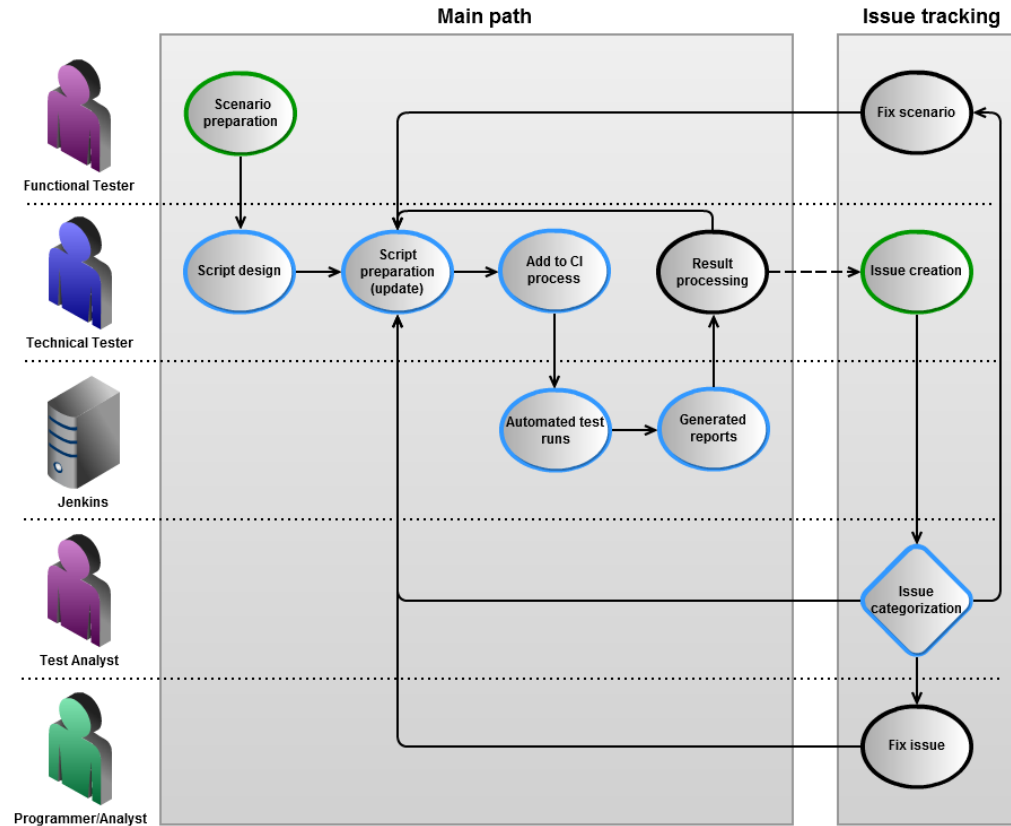 Main path
Issue tracking
Scenario
preparation
Fix scenario
Functional Tester
Script design
Script
preparation
(update)
Add to CI
process
Result
processing
Issue creation
Technical Tester
Automated test
runs
Generated
reports
Jenkins
Issue
categorization
Test Analyst
Fix issue
Programmer/Analyst